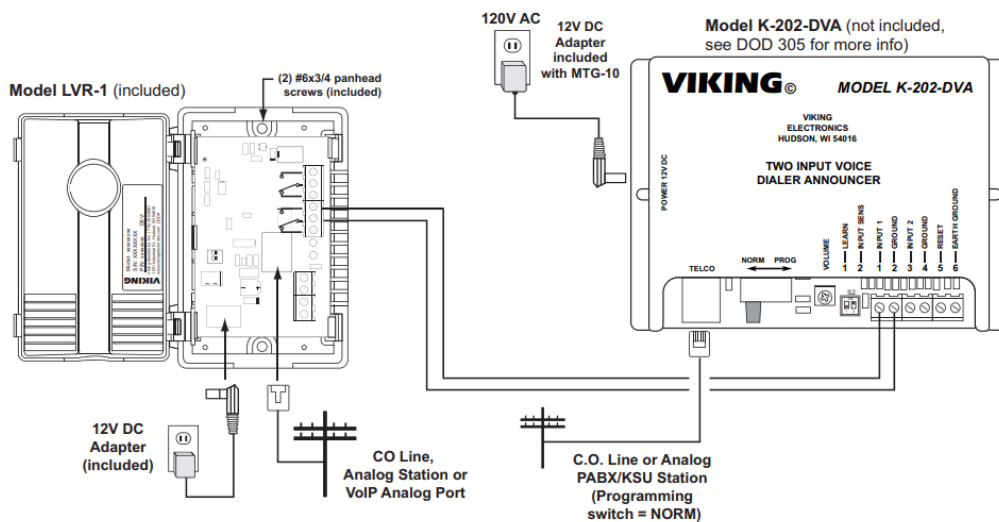 Model LVR-1 (included)
(2) #6x3/4 panhead
screws (included)
120V AC
12V DC
Adapter
included
with MTG-10
Model K-202-DVA (not included,
see DOD 305 for more info)
VIKING©
MODEL K-202-DVA
VIKING
ELECTRONICS
HUDSON, WI 54016
TWO INPUT VOICE
DIALER ANNOUNCER
POWER 12V DC
TELCO
NORM
PROG
VOLUME
1 LEARN
2 INPUT SENS
1 INPUT 1
2 GROUND
3 INPUT 2
4 GROUND
5 RESET
6 EARTH GROUND
S2
VIKING
12V DC
Adapter
(included)
CO Line,
Analog Station or
VoIP Analog Port
C.O. Line or Analog
PABX/KSU Station
(Programming
switch = NORM)